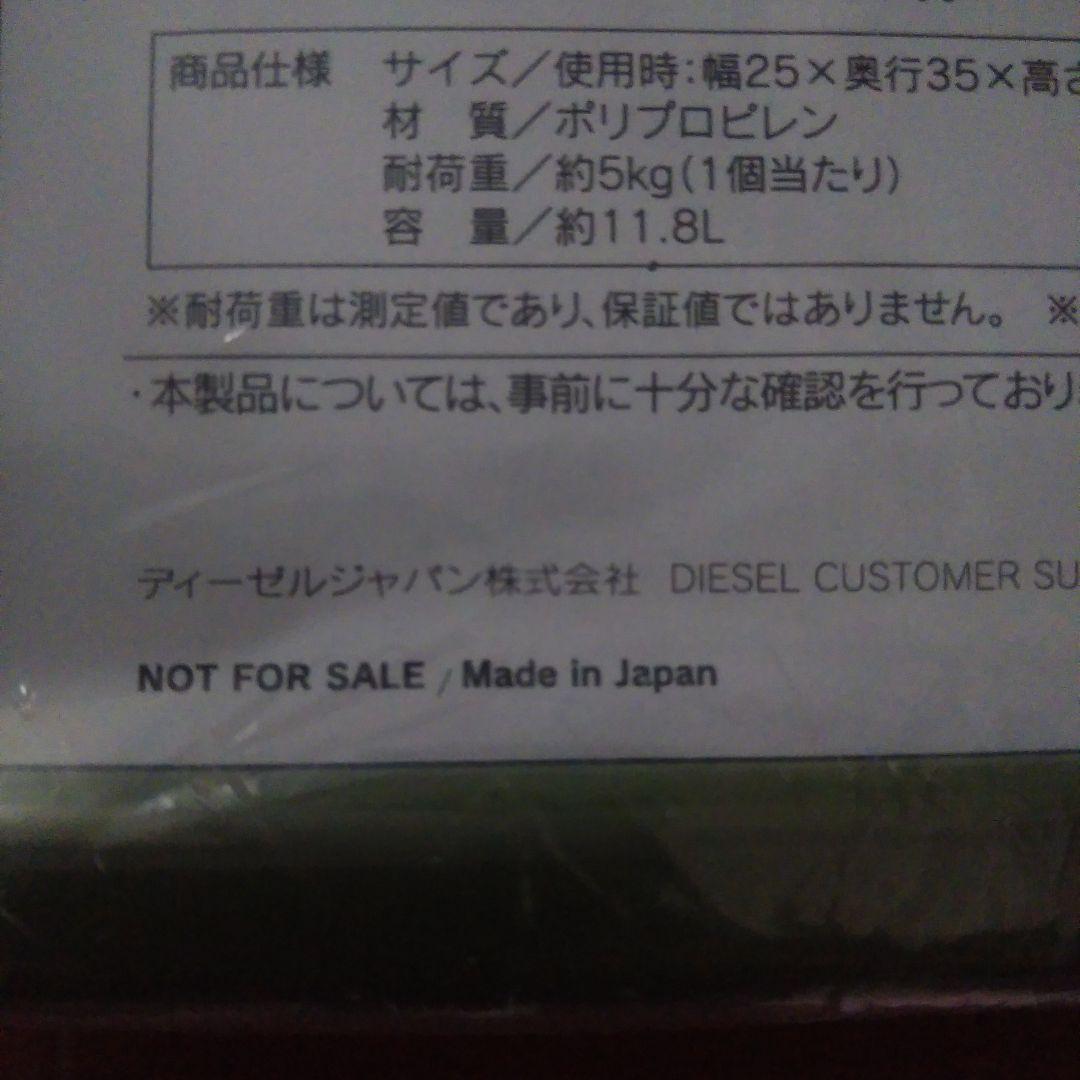 商品仕様　サイズ／使用時：幅25×奥行35×高さ
材　質／ポリプロピレン
耐荷重／約5kg（1個当たり）
容　量／約11.8L
※耐荷重は測定値であり、保証値ではありません。　※
・本製品については、事前に十分な確認を行っており
ディーゼルジャパン株式会社　DIESEL CUSTOMER SU
NOT FOR SALE / Made in Japan